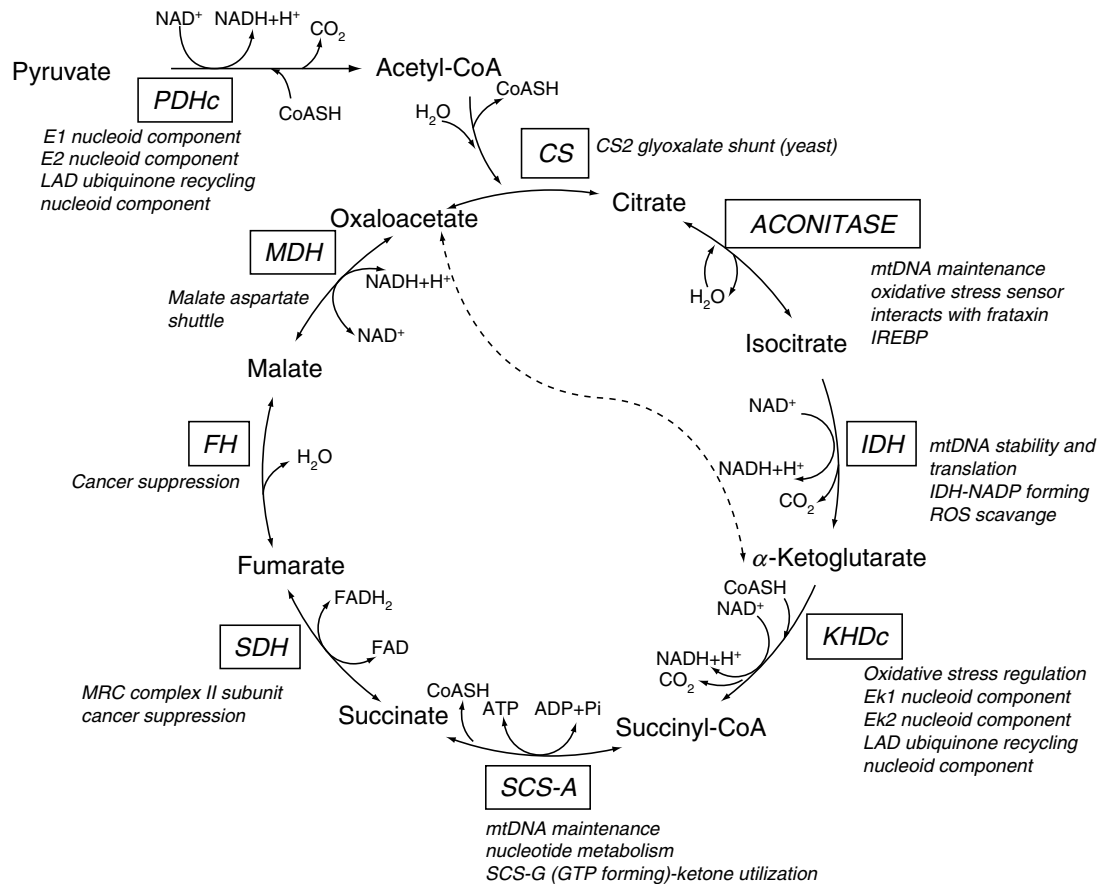 NAD⁺
NADH+H⁺
CO₂
Pyruvate
Acetyl-CoA
PDHc
CoASH
E1 nucleoid component
E2 nucleoid component
LAD ubiquinone recycling
nucleoid component
H₂O
CoASH
CS
CS2 glyoxalate shunt (yeast)
Oxaloacetate
Citrate
ACONITASE
H₂O
mtDNA maintenance
oxidative stress sensor
interacts with frataxin
IREBP
MDH
NADH+H⁺
NAD⁺
Malate aspartate
shuttle
Isocitrate
Malate
NAD⁺
IDH
NADH+H⁺
CO₂
mtDNA stability and
translation
IDH-NADP forming
ROS scavange
FH
H₂O
Cancer suppression
Fumarate
α-Ketoglutarate
CoASH
NAD⁺
KHDc
NADH+H⁺
CO₂
Oxidative stress regulation
Ek1 nucleoid component
Ek2 nucleoid component
LAD ubiquinone recycling
nucleoid component
FADH₂
SDH
FAD
MRC complex II subunit
cancer suppression
Succinate
CoASH
ATP
ADP+Pi
Succinyl-CoA
SCS-A
mtDNA maintenance
nucleotide metabolism
SCS-G (GTP forming)-ketone utilization